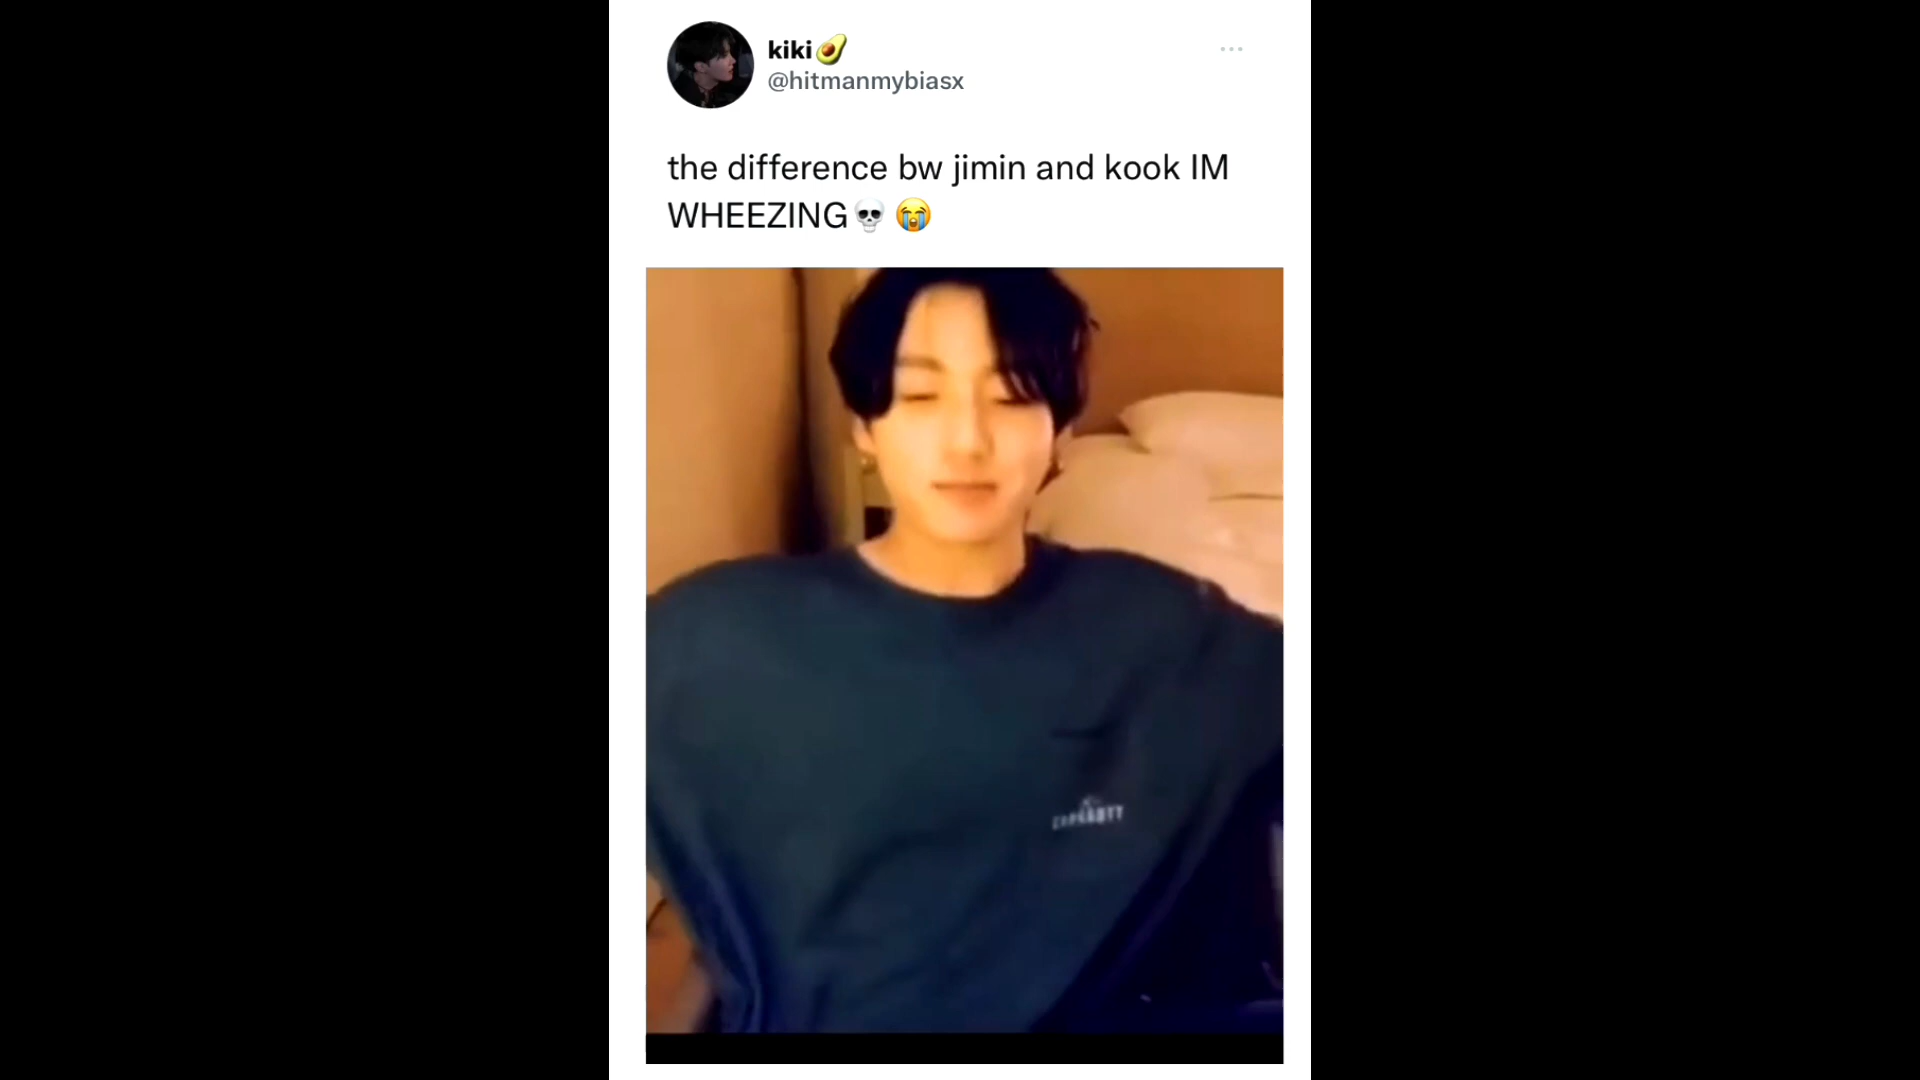 kiki🥑
@hitmanmybiasx
the difference bw jimin and kook IM
WHEEZING💀😭